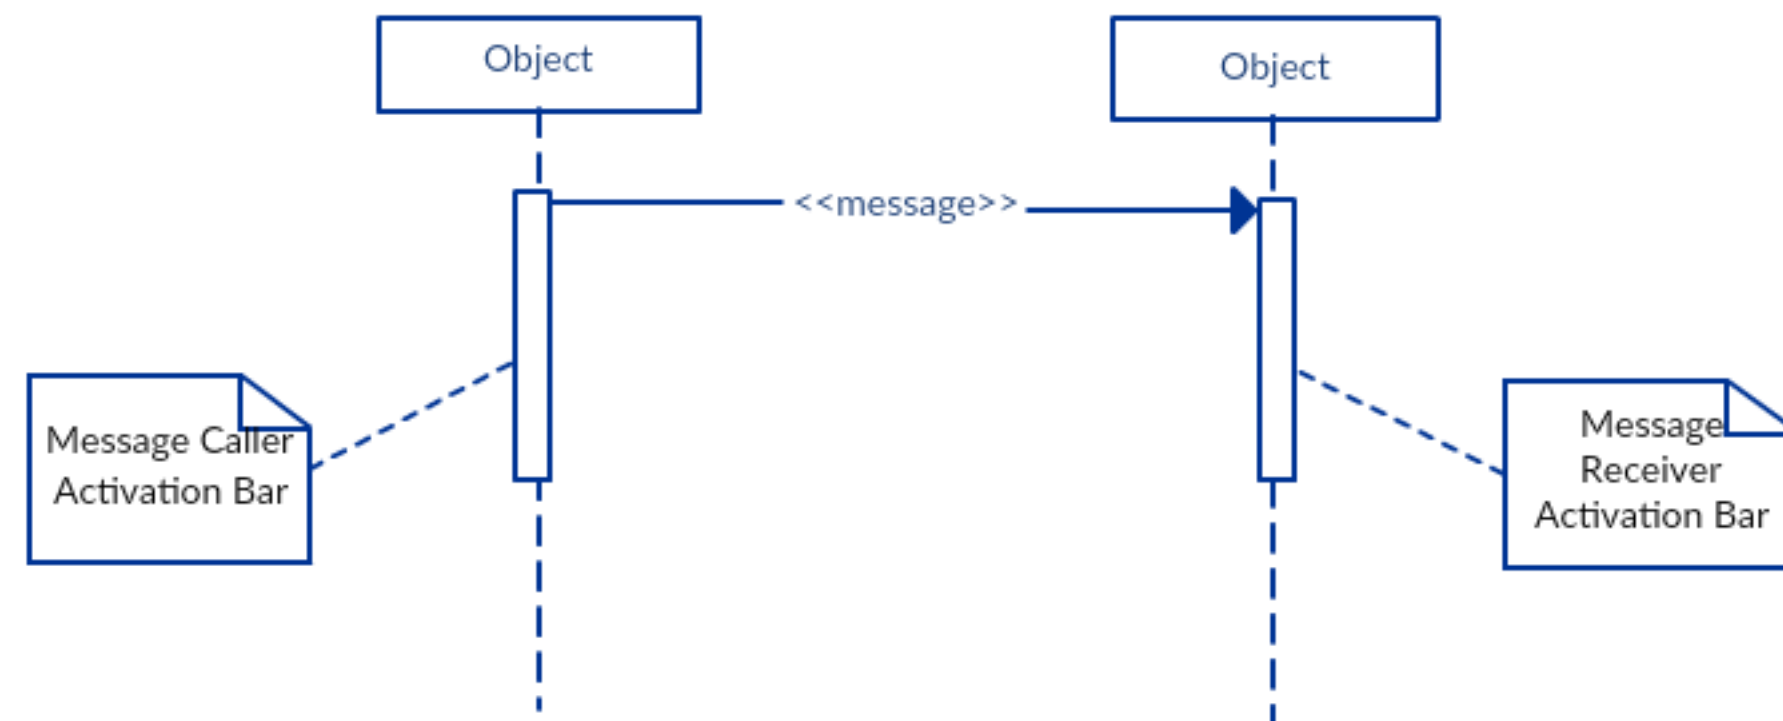 Object
Object
<<message>>
Message Caller
Activation Bar
Message
Receiver
Activation Bar